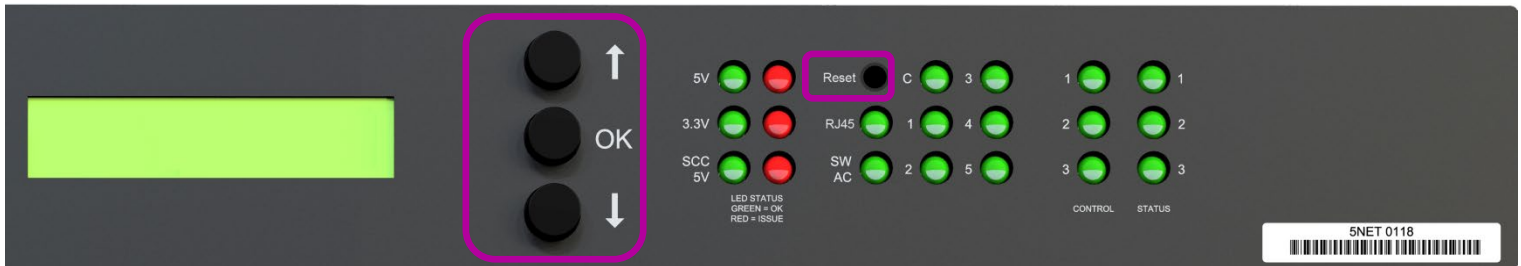 ↑
OK
↓
5V
3.3V
SCC
5V
LED STATUS
GREEN = OK
RED = ISSUE
Reset
RJ45
SW
AC
C 3
1 4
2 5
1 1
2 2
3 3
CONTROL STATUS
5NET 0118